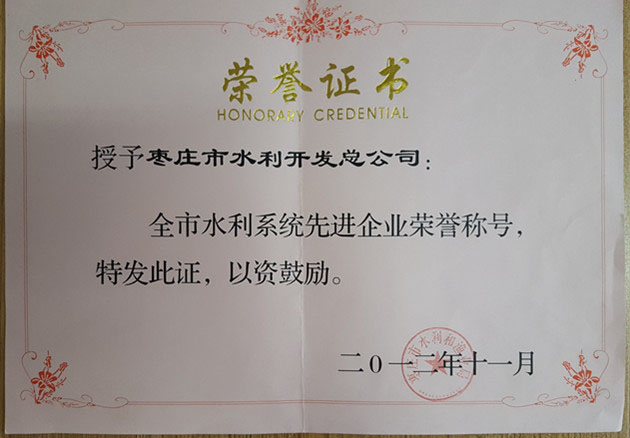 荣誉证书
HONORARY CREDENTIAL
授予枣庄市水利开发总公司：
全市水利系统先进企业荣誉称号，
特发此证，以资鼓励。
二0一二年十一月